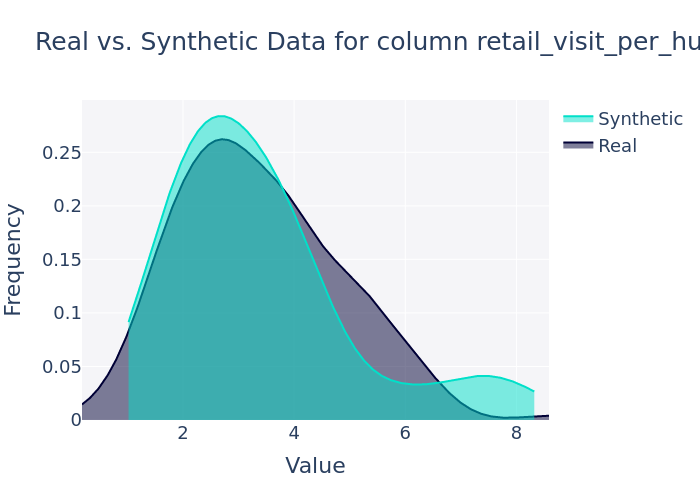 Real vs. Synthetic Data for column retail_visit_per_hu
Synthetic
Real
Frequency
0.25
0.2
0.15
0.1
0.05
0
2 4 6 8
Value